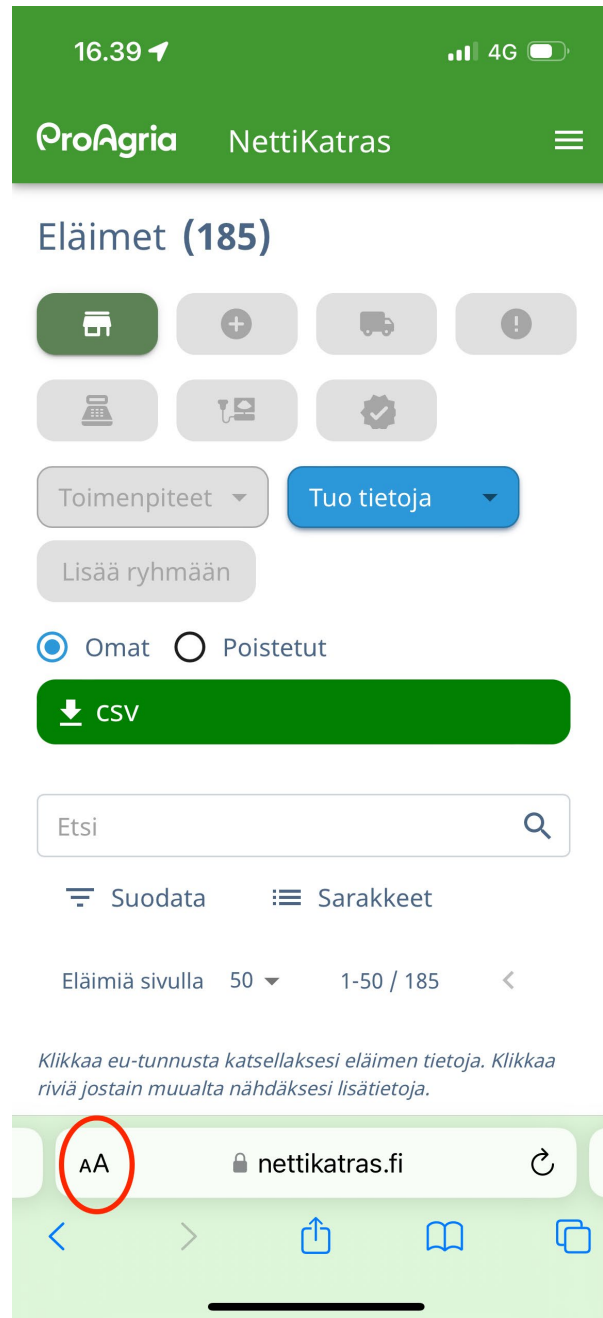 16.39 4G
ProAgria NettiKatras
Eläimet (185)
Toimenpiteet Tuo tietoja
Lisää ryhmään
Omat Poistetut
csv
Etsi
Suodata Sarakkeet
Eläimiä sivulla 50 1-50 / 185
Klikkaa eu-tunnusta katsellaksesi eläimen tietoja. Klikkaa
riviä jostain muualta nähdäksesi lisätietoja.
AA nettikatras.fi